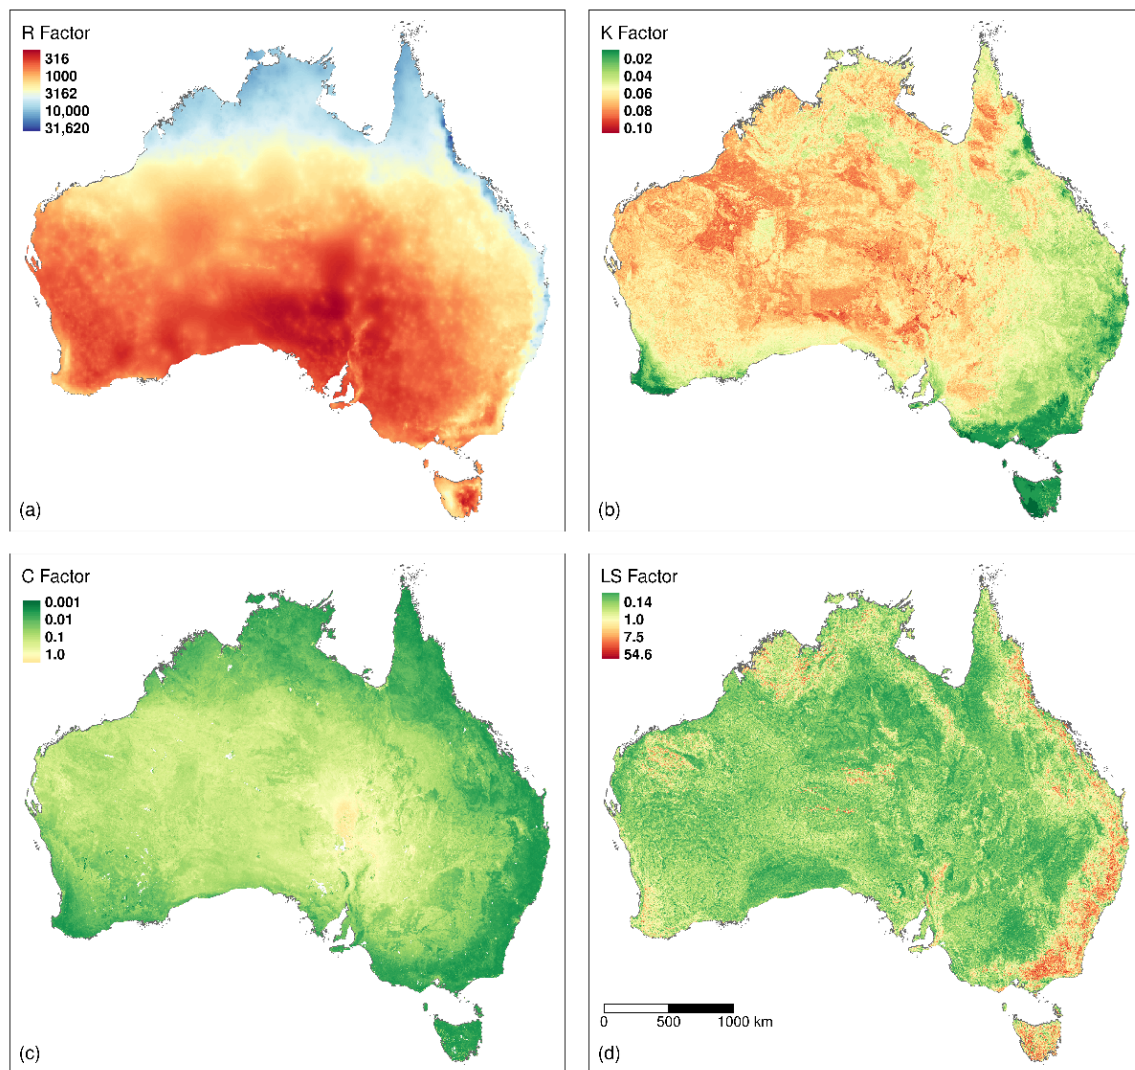 R Factor
316
1000
3162
10,000
31,620
(a)
K Factor
0.02
0.04
0.06
0.08
0.10
(b)
C Factor
0.001
0.01
0.1
1.0
(c)
LS Factor
0.14
1.0
7.5
54.6
0 500 1000 km
(d)